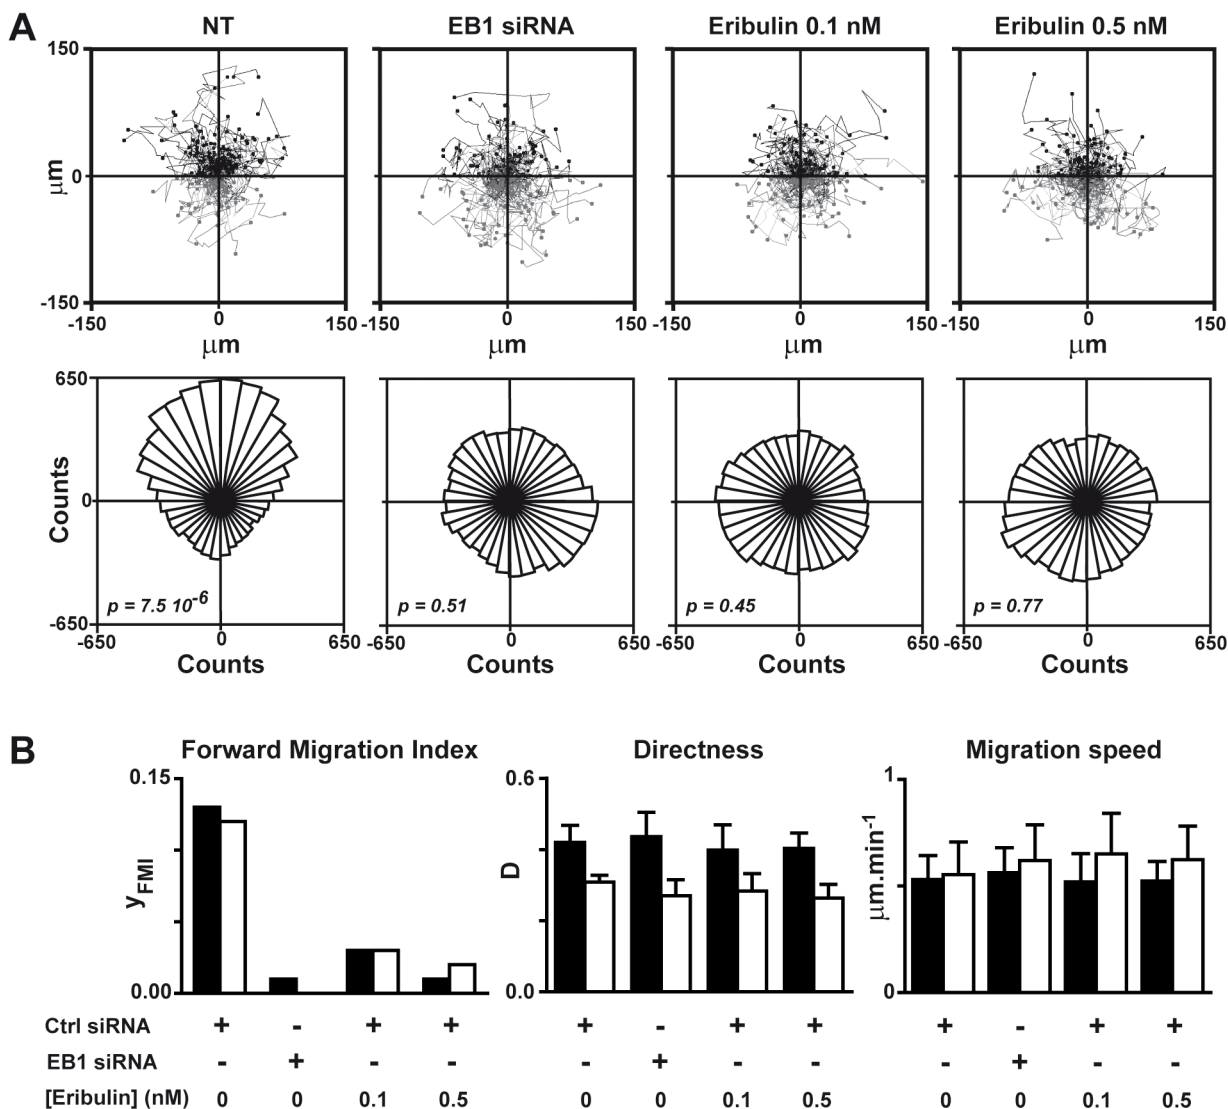 A
NT
EB1 siRNA
Eribulin 0.1 nM
Eribulin 0.5 nM
150
μm
0
-150
-150 0 150 -150 0 150 -150 0 150 -150 0 150
μm μm μm μm
650
Counts
0
p = 7.5 10⁻⁶
p = 0.51
p = 0.45
p = 0.77
-650
-650 0 650 -650 0 650 -650 0 650 -650 0 650
Counts Counts Counts Counts
B
Forward Migration Index
0.15
yFMI
0.00
Directness
0.6
D
0.0
Migration speed
1
μm.min⁻¹
0
Ctrl siRNA + - + + + - + + + - + +
EB1 siRNA - + - - - + - - - + - -
[Eribulin] (nM) 0 0 0.1 0.5 0 0 0.1 0.5 0 0 0.1 0.5